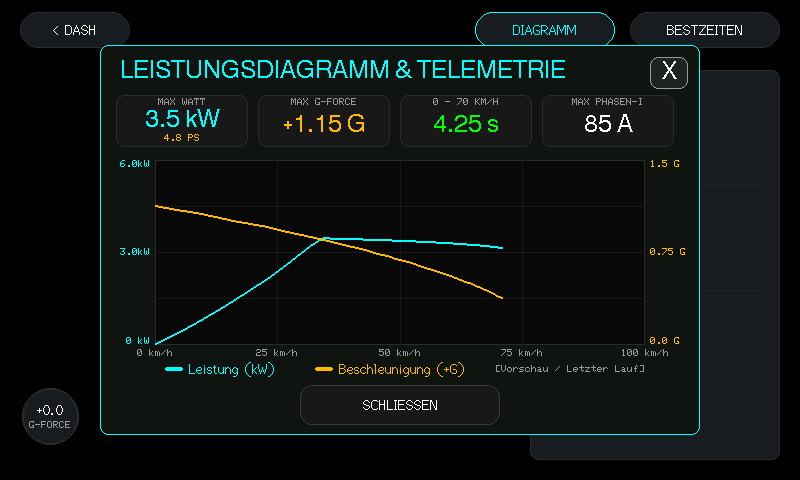 < DASH
DIAGRAMM
BESTZEITEN
LEISTUNGSDIAGRAMM & TELEMETRIE
X
MAX WATT
3.5 kW
4.8 PS
MAX G-FORCE
+1.15 G
0 - 70 KM/H
4.25 s
MAX PHASEN-I
85 A
6.0kW
1.5 G
3.0kW
0.75 G
0 kW
0.0 G
0 km/h
25 km/h
50 km/h
75 km/h
100 km/h
Leistung (kW)
Beschleunigung (+G)
[Vorschau / Letzter Lauf]
SCHLIESSEN
+0.0
G-FORCE